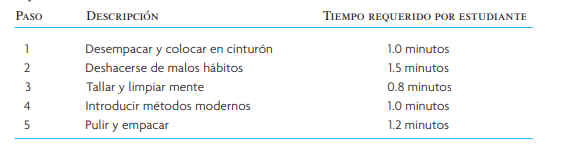 PASO DESCRIPCIÓN TIEMPO REQUERIDO POR ESTUDIANTE
1 Desempacar y colocar en cinturón 1.0 minutos
2 Deshacerse de malos hábitos 1.5 minutos
3 Tallar y limpiar mente 0.8 minutos
4 Introducir métodos modernos 1.0 minutos
5 Pulir y empacar 1.2 minutos